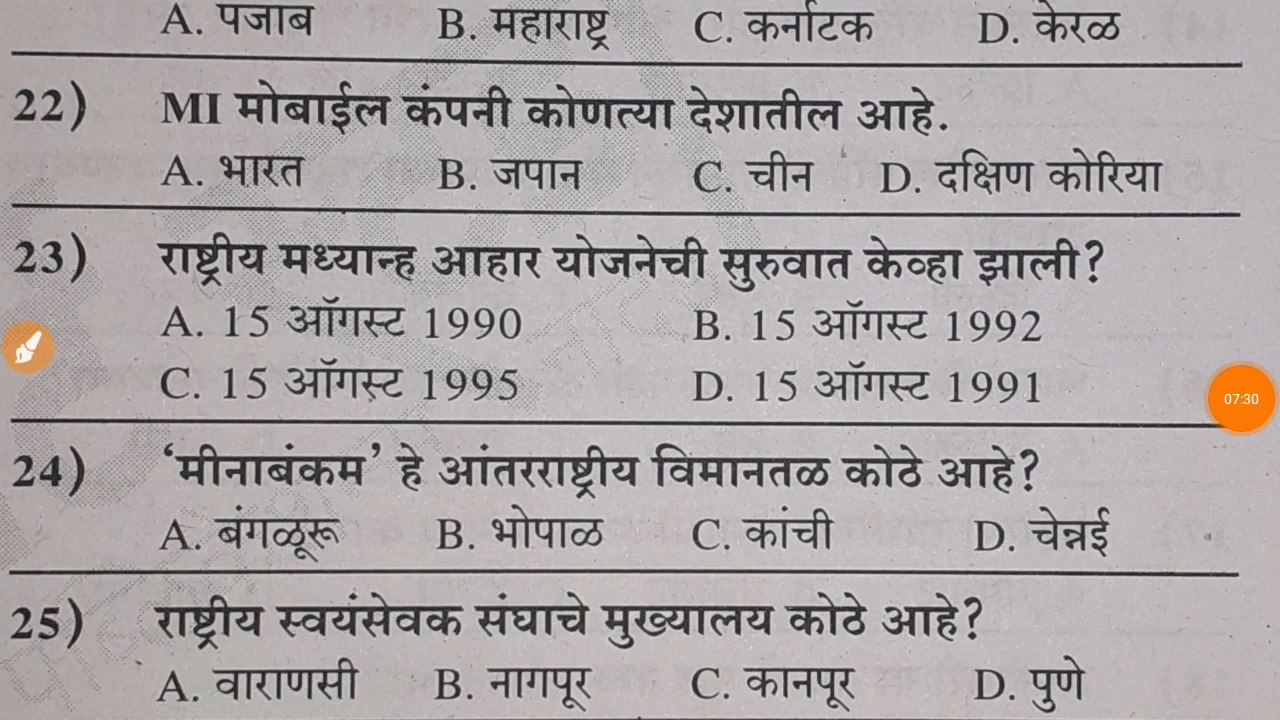 A. पजाब B. महाराष्ट्र C. कर्नाटक D. केरळ
22) MI मोबाईल कंपनी कोणत्या देशातील आहे.
A. भारत B. जपान C. चीन D. दक्षिण कोरिया
23) राष्ट्रीय मध्यान्ह आहार योजनेची सुरुवात केव्हा झाली?
A. 15 ऑगस्ट 1990 B. 15 ऑगस्ट 1992
C. 15 ऑगस्ट 1995 D. 15 ऑगस्ट 1991
07:30
24) ‘मीनाबंकम’ हे आंतरराष्ट्रीय विमानतळ कोठे आहे?
A. बंगळूरू B. भोपाळ C. कांची D. चेन्नई
25) राष्ट्रीय स्वयंसेवक संघाचे मुख्यालय कोठे आहे?
A. वाराणसी B. नागपूर C. कानपूर D. पुणे